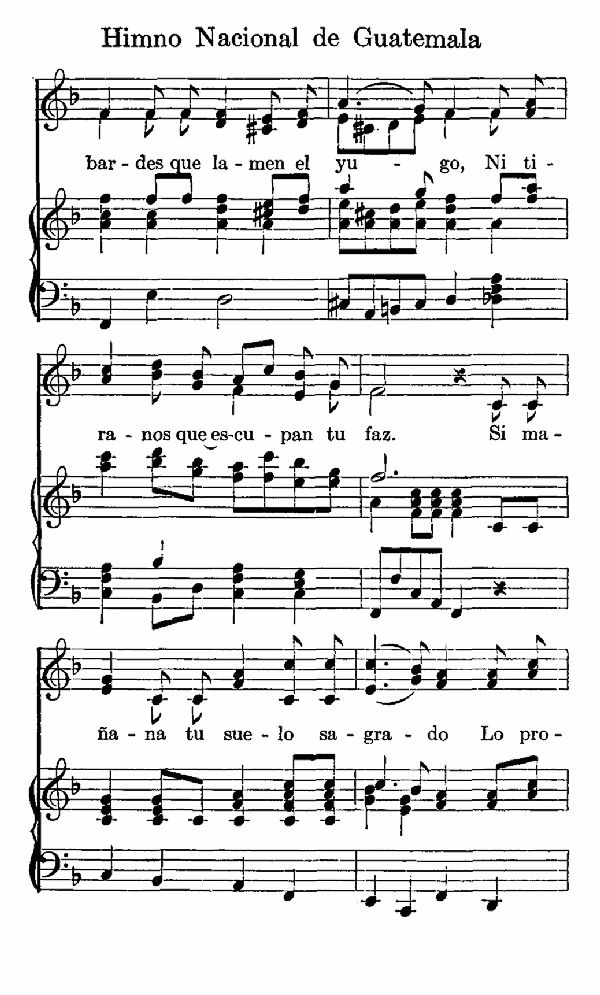 Himno Nacional de Guatemala
bar- des que la- men el yu - go, Ni ti -
ra - nos que es-cu - pan tu faz. Si ma -
ña - na tu sue - lo sa - gra - do Lo pro -